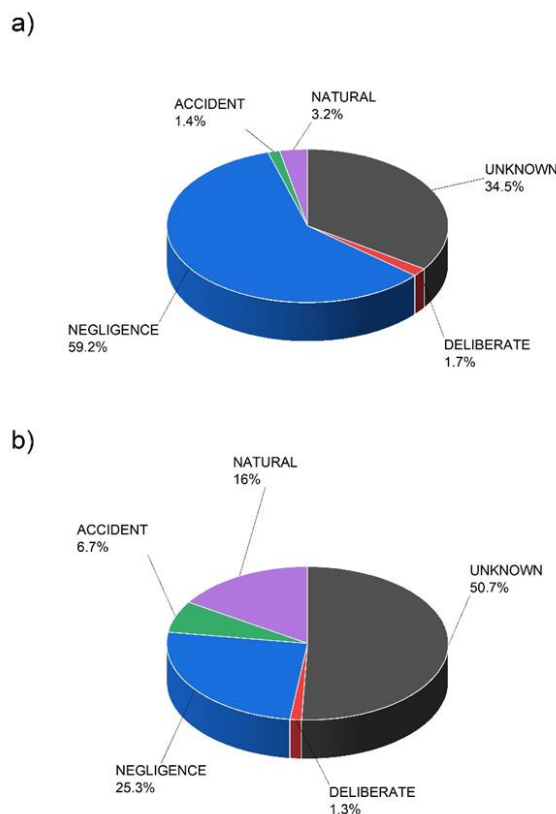 a)
ACCIDENT
1.4%
NATURAL
3.2%
UNKNOWN
34.5%
NEGLIGENCE
59.2%
DELIBERATE
1.7%
b)
NATURAL
16%
ACCIDENT
6.7%
UNKNOWN
50.7%
NEGLIGENCE
25.3%
DELIBERATE
1.3%